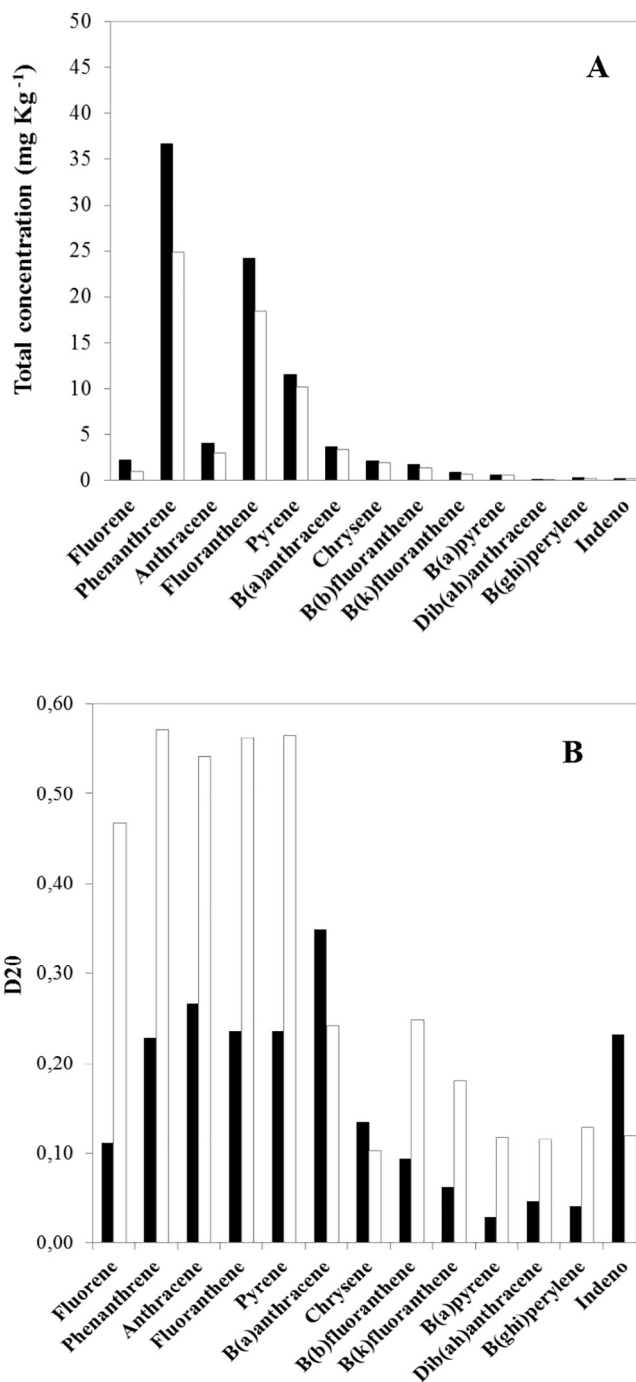 A
Total concentration (mg Kg -1)
50
45
40
35
30
25
20
15
10
5
0
Fluorene
Phenanthrene
Anthracene
Fluoranthene
Pyrene
B(a)anthracene
Chrysene
B(b)fluoranthene
B(k)fluoranthene
B(a)pyrene
Dib(ah)anthracene
B(ghi)perylene
Indeno
B
D20
0,60
0,50
0,40
0,30
0,20
0,10
0,00
Fluorene
Phenanthrene
Anthracene
Fluoranthene
Pyrene
B(a)anthracene
Chrysene
B(b)fluoranthene
B(k)fluoranthene
B(a)pyrene
Dib(ah)anthracene
B(ghi)perylene
Indeno